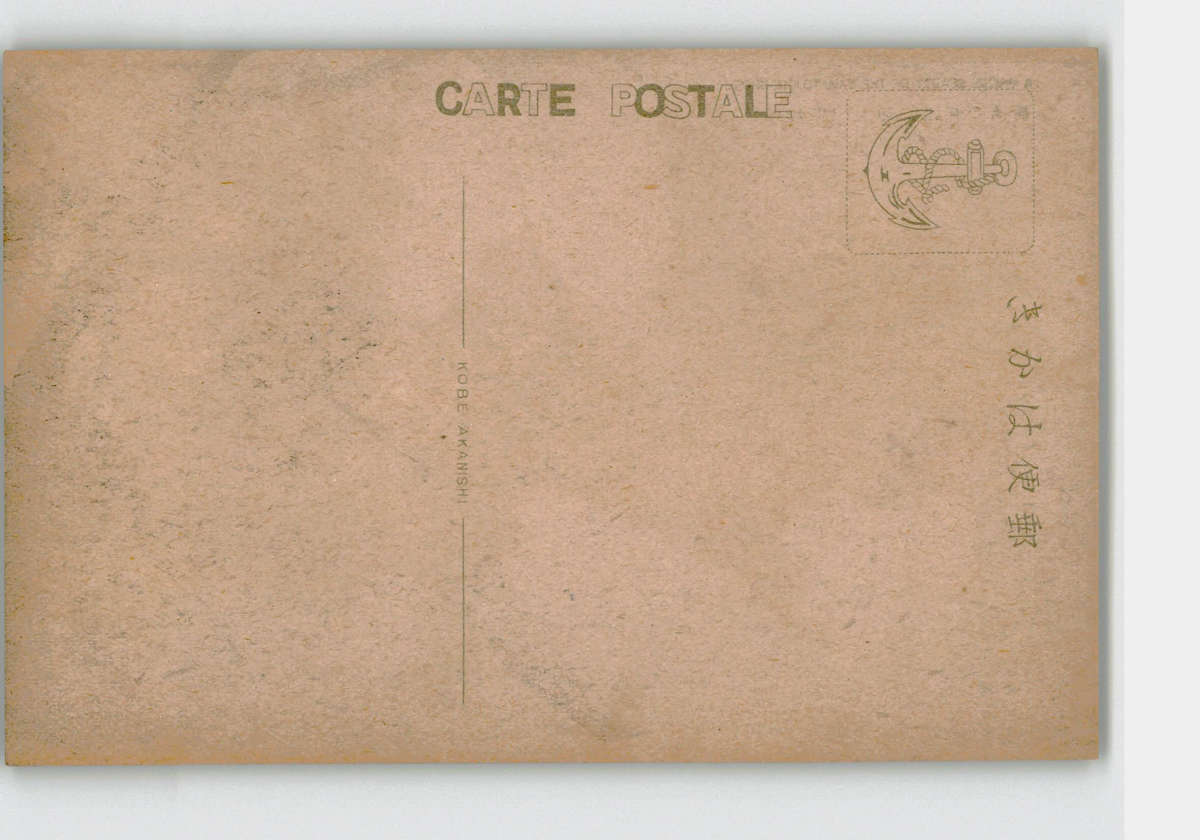 CARTE POSTALE
郵便はかき
KOBE AKANISHI